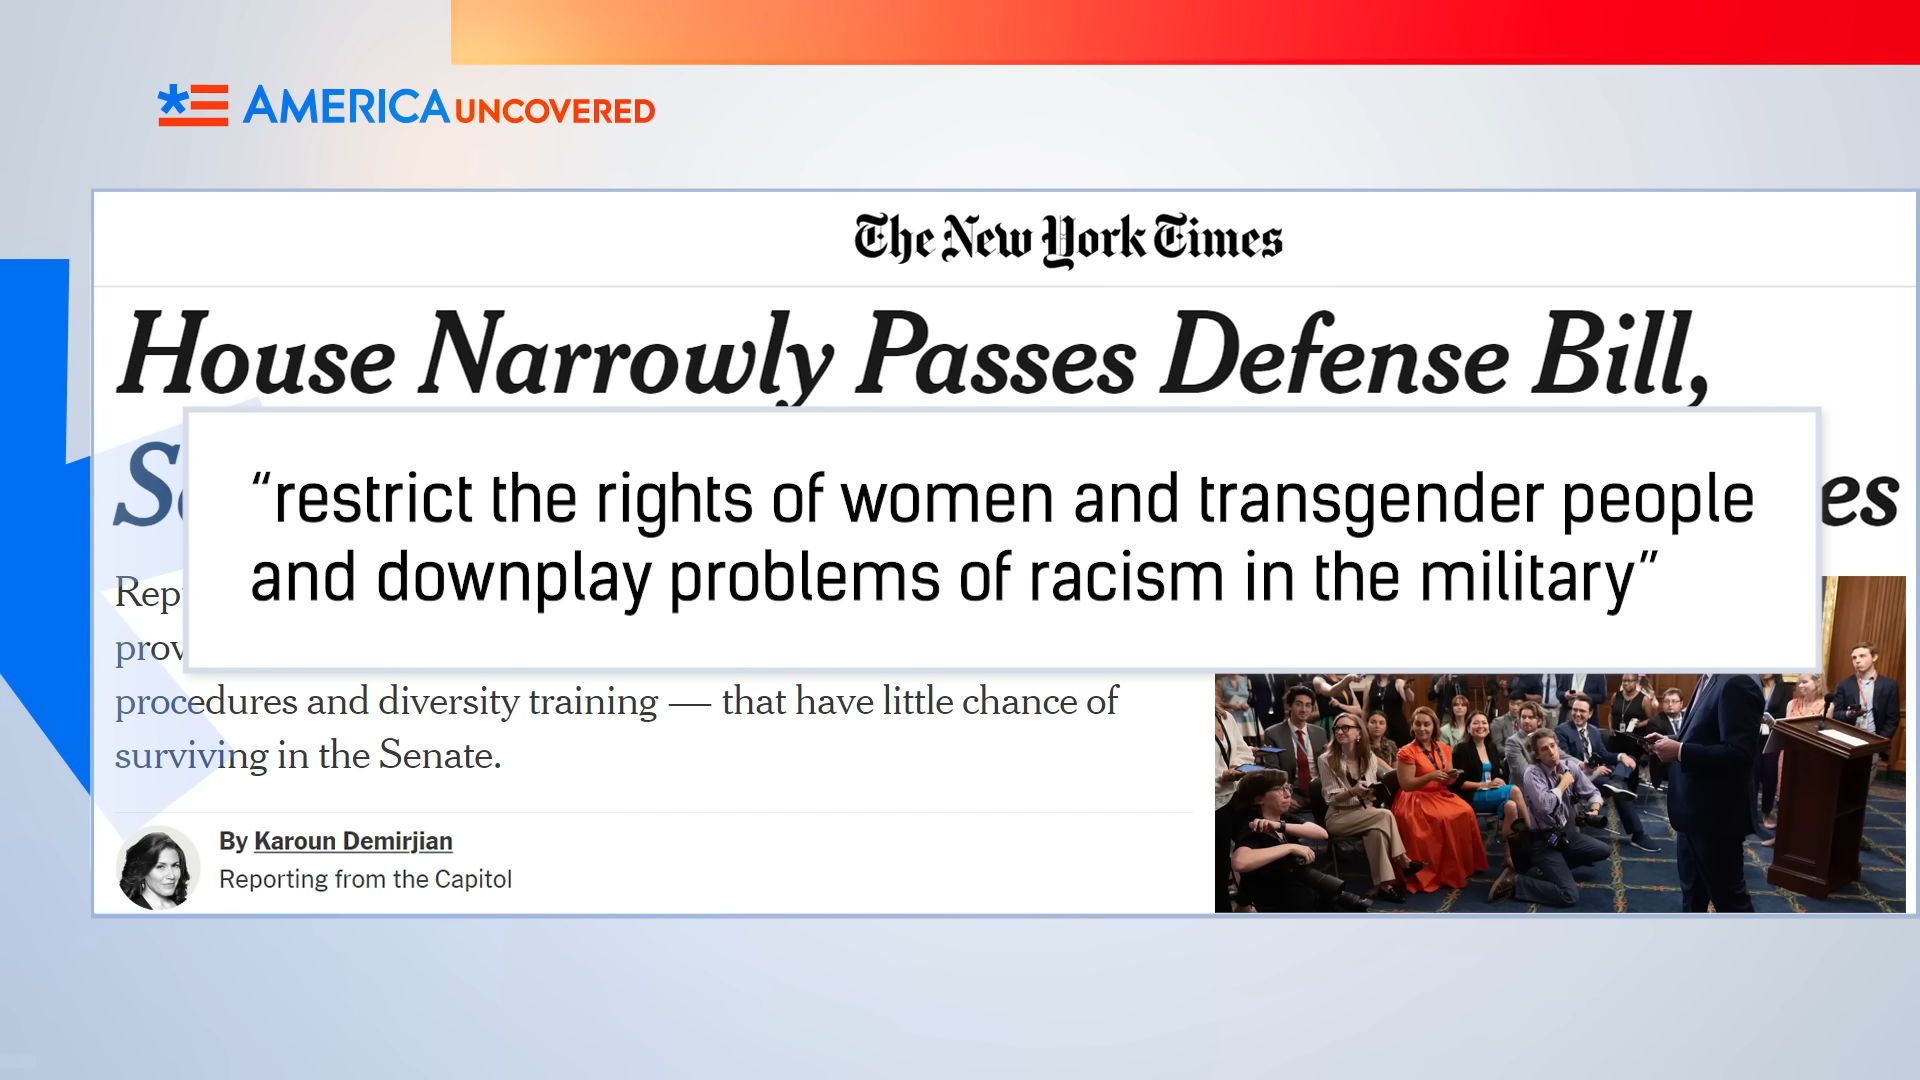 AMERICA UNCOVERED
The New York Times
House Narrowly Passes Defense Bill,
“restrict the rights of women and transgender people
and downplay problems of racism in the military”
procedures and diversity training — that have little chance of
surviving in the Senate.
By Karoun Demirjian
Reporting from the Capitol